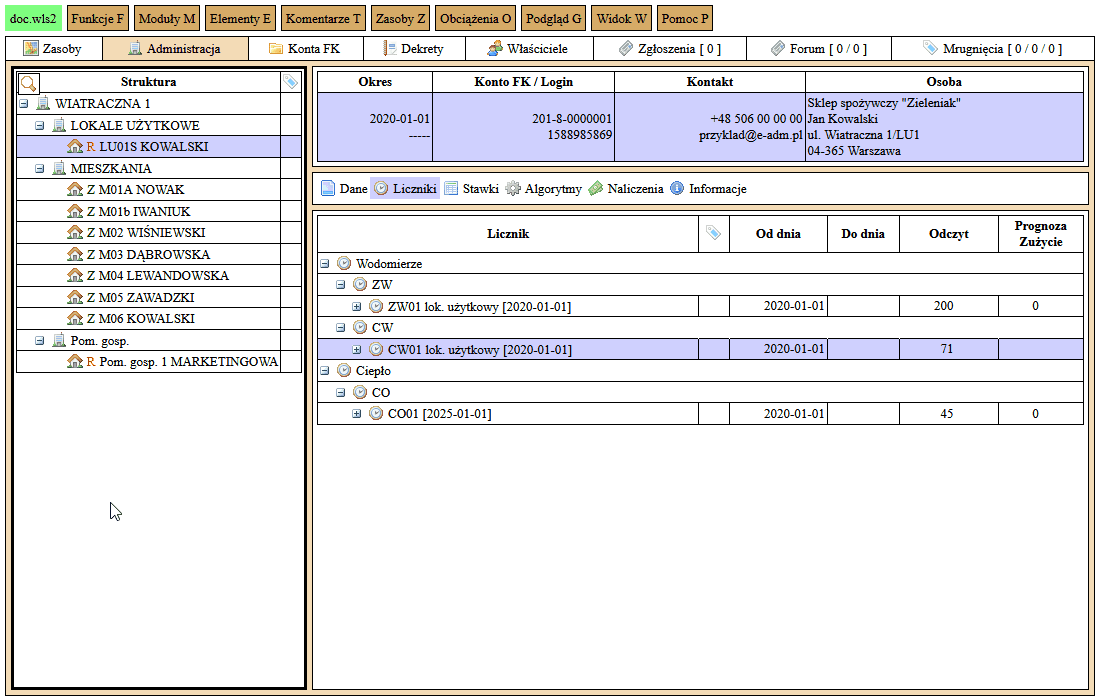 doc.wls2 Funkcje F Moduły M Elementy E Komentarze T Zasoby Z Obciążenia O Podgląd G Widok W Pomoc P
Zasoby Administracja Konta FK Dekrety Właściciele Zgłoszenia [ 0 ] Forum [ 0 / 0 ] Mrugnięcia [ 0 / 0 / 0 ]
Struktura
WIATRACZNA 1
LOKALE UŻYTKOWE
R LU01S KOWALSKI
MIESZKANIA
Z M01A NOWAK
Z M01b IWANIUK
Z M02 WIŚNIEWSKI
Z M03 DĄBROWSKA
Z M04 LEWANDOWSKA
Z M05 ZAWADZKI
Z M06 KOWALSKI
Pom. gosp.
R Pom. gosp. 1 MARKETINGOWA
Okres Konto FK / Login Kontakt Osoba
Sklep spożywczy "Zieleniak"
2020-01-01 201-8-0000001 +48 506 00 00 00 Jan Kowalski
----- 1588985869 przyklad@e-adm.pl ul. Wiatraczna 1/LU1
04-365 Warszawa
Dane Liczniki Stawki Algorytmy Naliczenia Informacje
Licznik Od dnia Do dnia Odczyt Prognoza
Zużycie
Wodomierze
ZW
ZW01 lok. użytkowy [2020-01-01] 2020-01-01 200 0
CW
CW01 lok. użytkowy [2020-01-01] 2020-01-01 71
Ciepło
CO
CO01 [2025-01-01] 2020-01-01 45 0